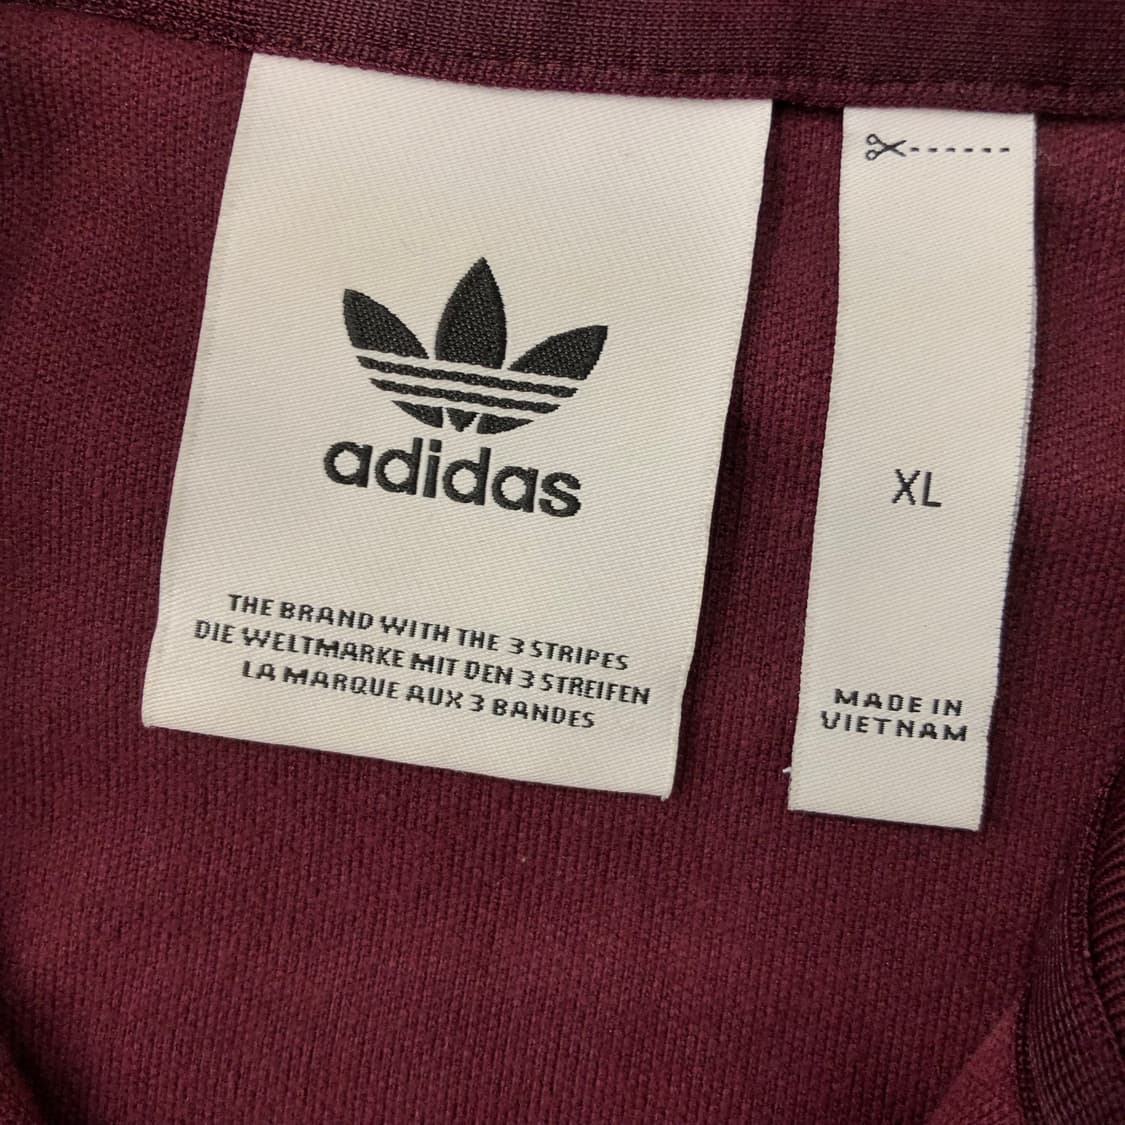 adidas
THE BRAND WITH THE 3 STRIPES
DIE WELTMARKE MIT DEN 3 STREIFEN
LA MARQUE AUX 3 BANDES
XL
MADE IN
VIETNAM